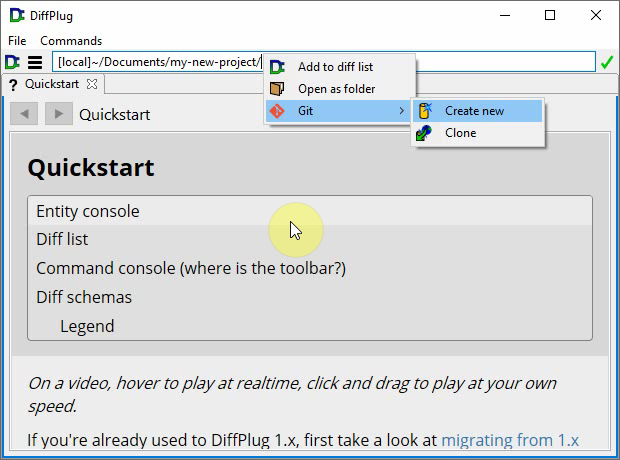 DiffPlug
File Commands
[local]~/Documents/my-new-project/
Add to diff list
Open as folder
Git
Create new
Clone
? Quickstart
Quickstart
Quickstart
Entity console
Diff list
Command console (where is the toolbar?)
Diff schemas
Legend
On a video, hover to play at realtime, click and drag to play at your own
speed.
If you're already used to DiffPlug 1.x, first take a look at migrating from 1.x